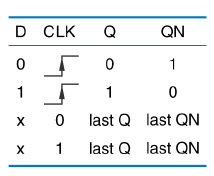 D CLK Q QN
0 0 1
1 1 0
x 0 last Q last QN
x 1 last Q last QN